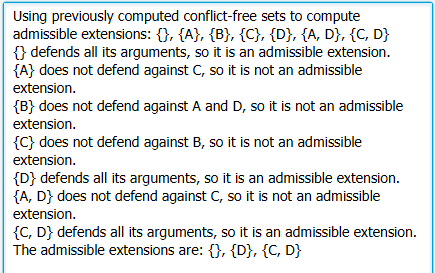 Using previously computed conflict-free sets to compute
admissible extensions: {}, {A}, {B}, {C}, {D}, {A, D}, {C, D}
{} defends all its arguments, so it is an admissible extension.
{A} does not defend against C, so it is not an admissible
extension.
{B} does not defend against A and D, so it is not an admissible
extension.
{C} does not defend against B, so it is not an admissible
extension.
{D} defends all its arguments, so it is an admissible extension.
{A, D} does not defend against C, so it is not an admissible
extension.
{C, D} defends all its arguments, so it is an admissible extension.
The admissible extensions are: {}, {D}, {C, D}